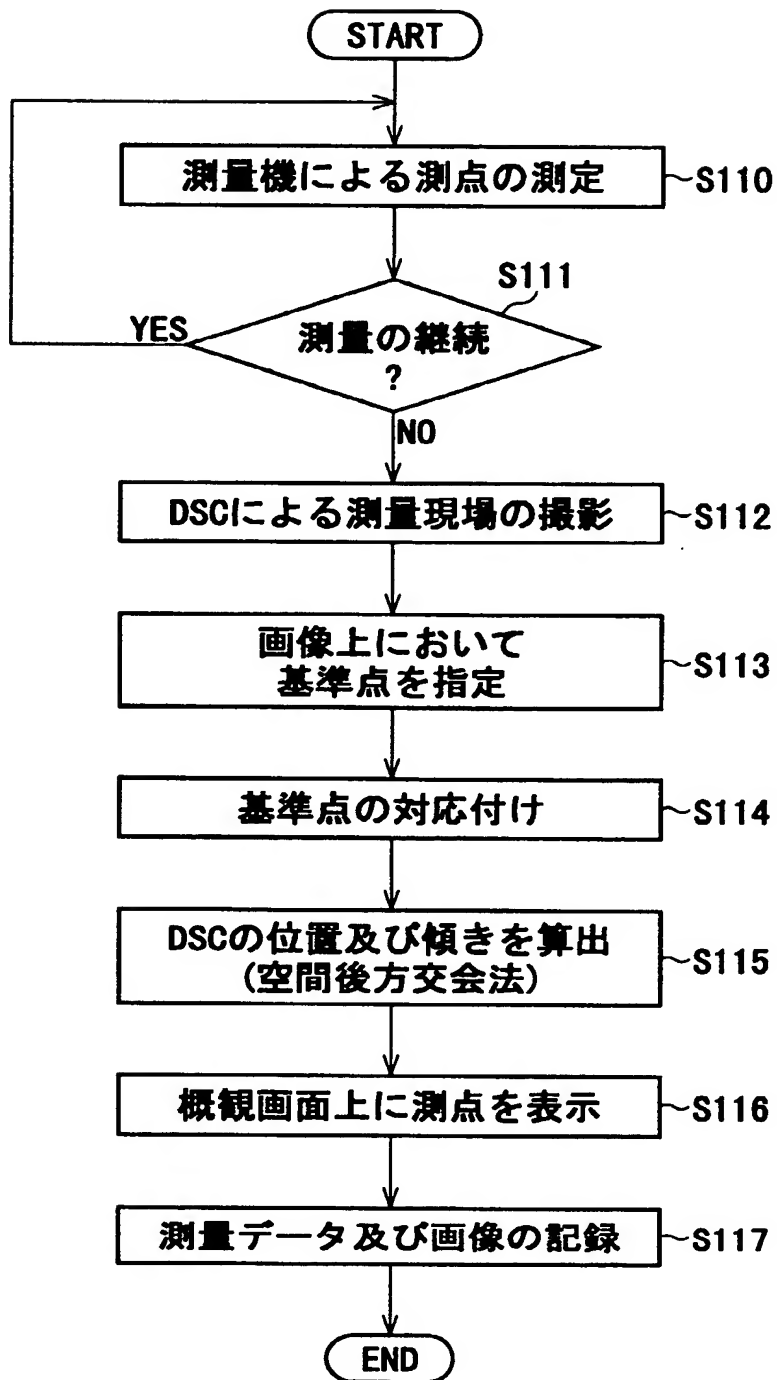 START
測量機による測点の測定
S110
S111
YES
測量の継続
?
NO
DSCによる測量現場の撮影
S112
画像上において
基準点を指定
S113
基準点の対応付け
S114
DSCの位置及び傾きを算出
(空間後方交会法)
S115
概観画面上に測点を表示
S116
測量データ及び画像の記録
S117
END